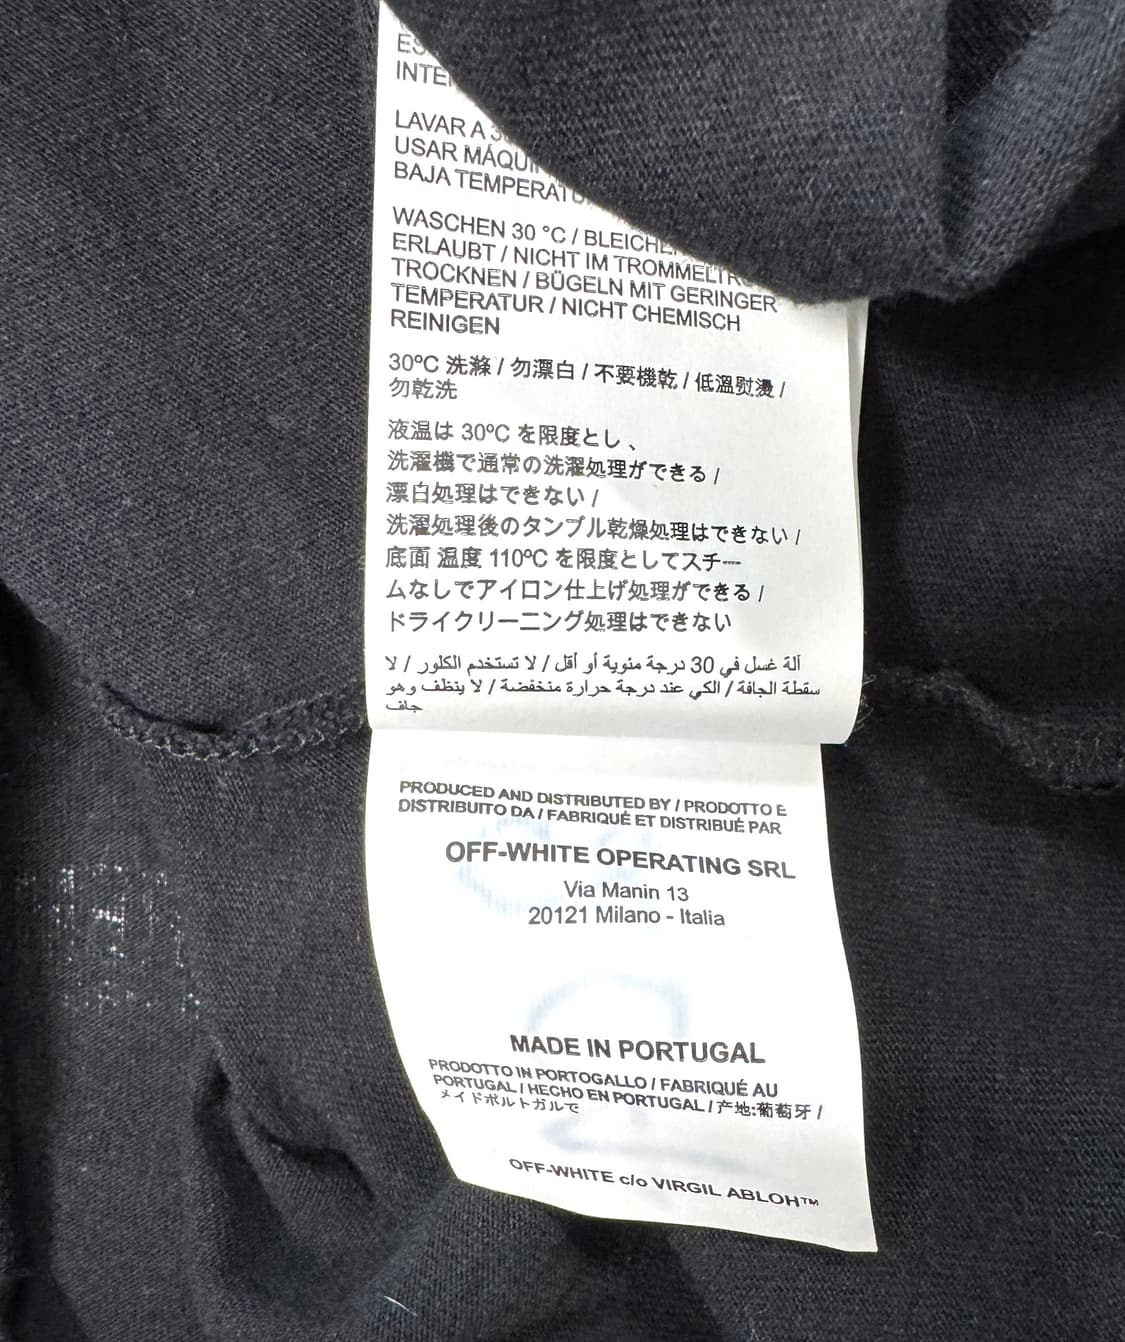 INTE
LAVAR A 3
USAR MÁQUI
BAJA TEMPERATU
WASCHEN 30 °C / BLEICHE
ERLAUBT / NICHT IM TROMMELTRO
TROCKNEN / BÜGELN MIT GERINGER
TEMPERATUR / NICHT CHEMISCH
REINIGEN
30ºC 洗滌 / 勿漂白 / 不要機乾 / 低溫熨燙 /
勿乾洗
液温は 30ºC を限度とし、
洗濯機で通常の洗濯処理ができる /
漂白処理はできない /
洗濯処理後のタンブル乾燥処理はできない /
底面 温度 110ºC を限度としてスチー
ムなしでアイロン仕上げ処理ができる /
ドライクリーニング処理はできない
آلة غسل في 30 درجة مئوية أو أقل / لا تستخدم الكلور / لا
سقطة الجافة / الكي عند درجة حرارة منخفضة / لا ينظف وهو
جاف
PRODUCED AND DISTRIBUTED BY / PRODOTTO E
DISTRIBUITO DA / FABRIQUÉ ET DISTRIBUÉ PAR
OFF-WHITE OPERATING SRL
Via Manin 13
20121 Milano - Italia
MADE IN PORTUGAL
PRODOTTO IN PORTOGALLO / FABRIQUÉ AU
PORTUGAL / HECHO EN PORTUGAL / 产地:葡萄牙 /
メイドポルトガルで
OFF-WHITE c/o VIRGIL ABLOH™